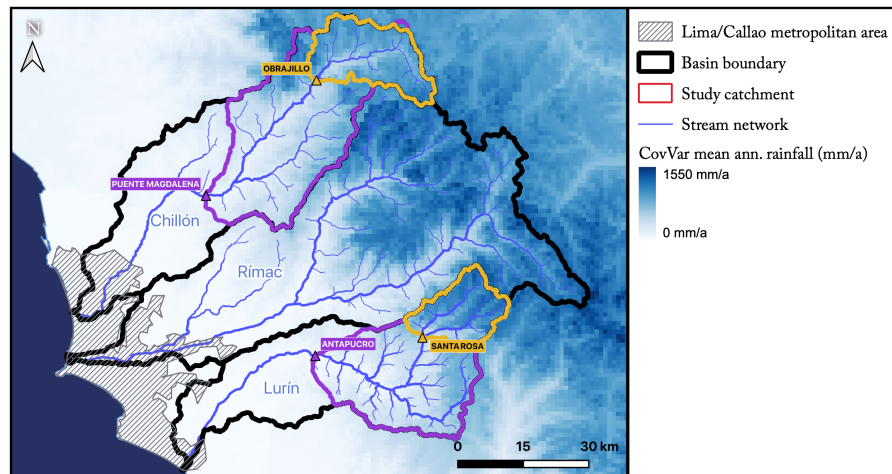 N
OBRAJILLO
PUENTE MAGDALENA
Chillón
Rímac
ANTAPUCRO
SANTA ROSA
Lurín
0 15 30 km
Lima/Callao metropolitan area
Basin boundary
Study catchment
Stream network
CovVar mean ann. rainfall (mm/a)
1550 mm/a
0 mm/a